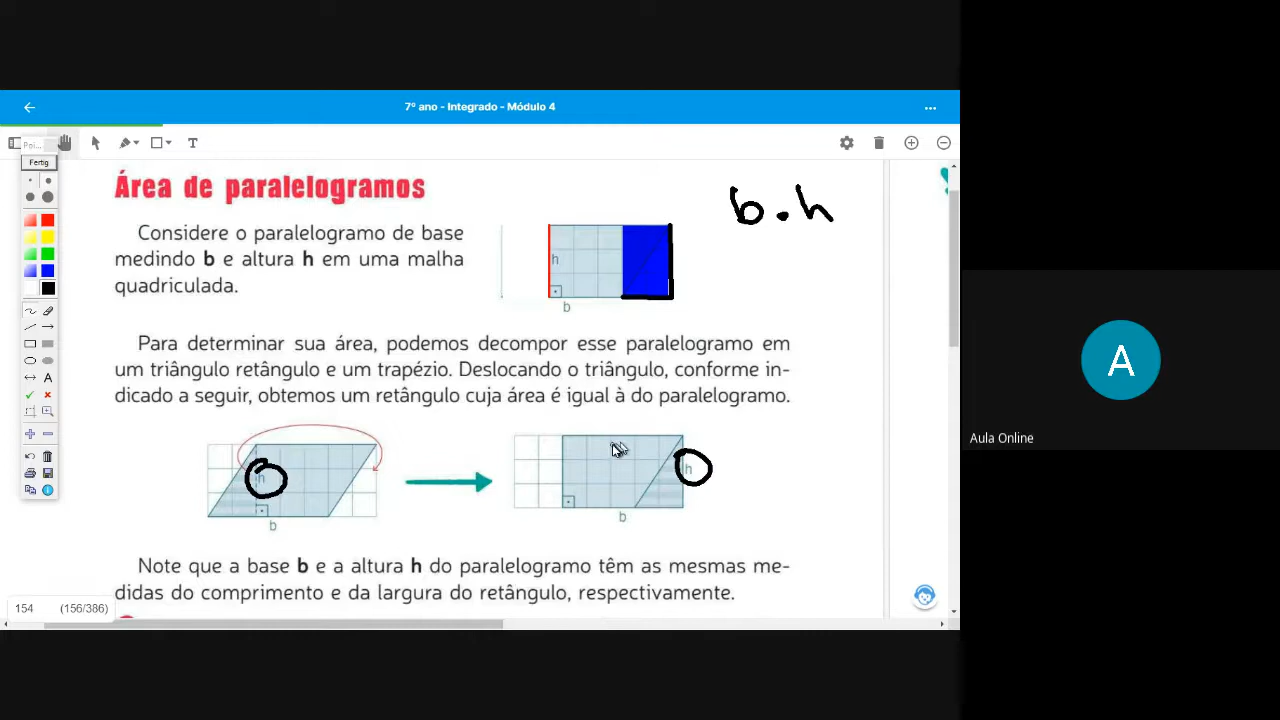 7º ano - Integrado - Módulo 4
Poi...
T
Fertig
A
Área de paralelogramos
b.h
Considere o paralelogramo de base
medindo b e altura h em uma malha
quadriculada.
h
b
Para determinar sua área, podemos decompor esse paralelogramo em
um triângulo retângulo e um trapézio. Deslocando o triângulo, conforme in-
dicado a seguir, obtemos um retângulo cuja área é igual à do paralelogramo.
h
b
h
b
Note que a base b e a altura h do paralelogramo têm as mesmas me-
didas do comprimento e da largura do retângulo, respectivamente.
154 (156/386)
A
Aula Online